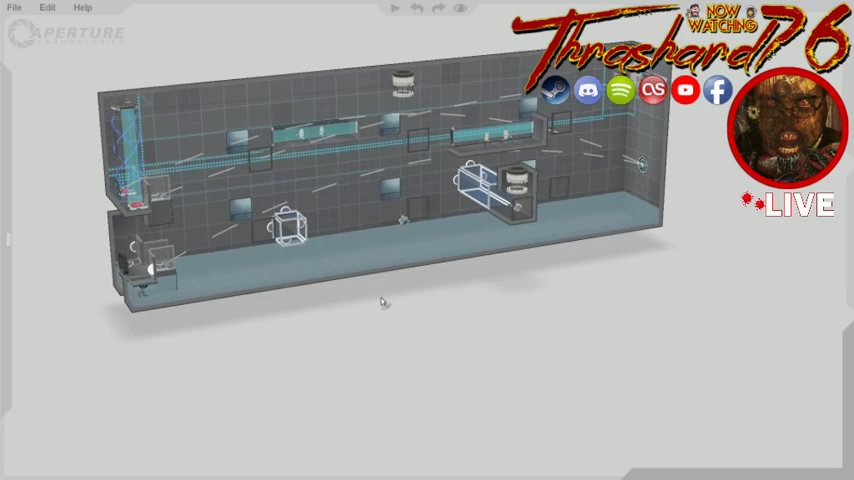 File Edit Help
APERTURE
LABORATORIES
NOW
WATCHING
Thrashard76
LIVE